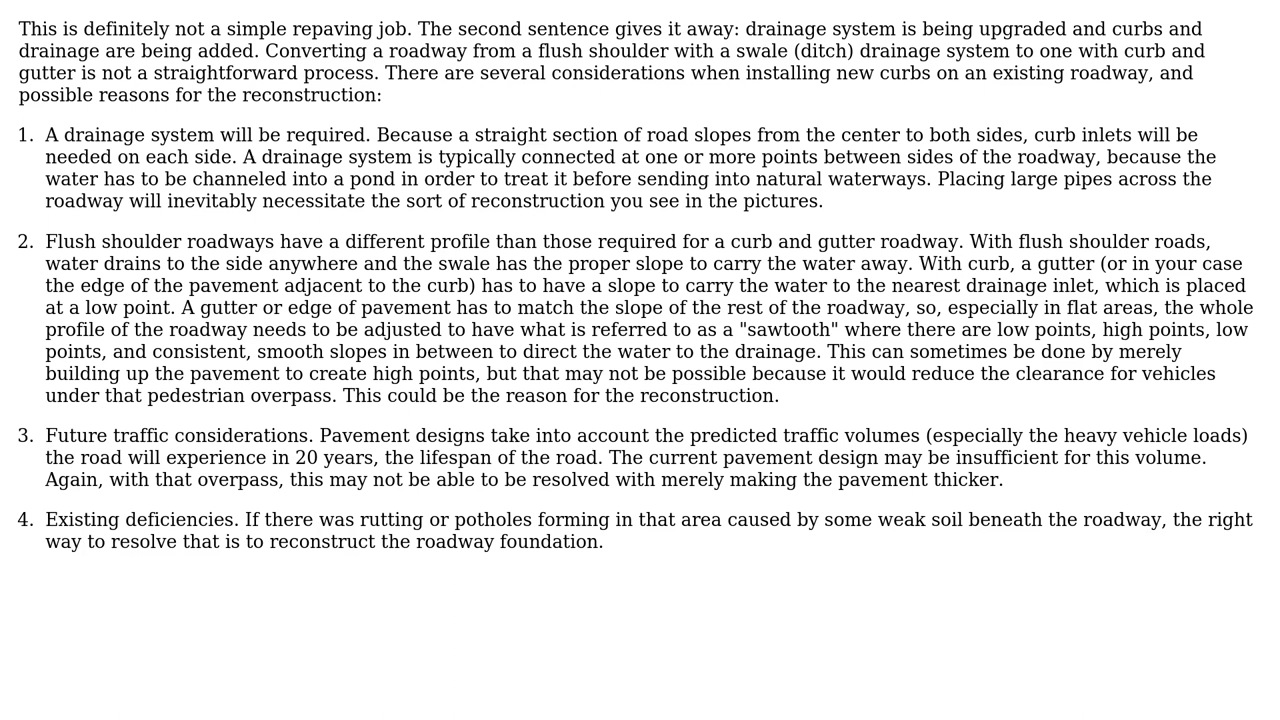 This is definitely not a simple repaving job. The second sentence gives it away: drainage system is being upgraded and curbs and
drainage are being added. Converting a roadway from a flush shoulder with a swale (ditch) drainage system to one with curb and
gutter is not a straightforward process. There are several considerations when installing new curbs on an existing roadway, and
possible reasons for the reconstruction:
1. A drainage system will be required. Because a straight section of road slopes from the center to both sides, curb inlets will be
needed on each side. A drainage system is typically connected at one or more points between sides of the roadway, because the
water has to be channeled into a pond in order to treat it before sending into natural waterways. Placing large pipes across the
roadway will inevitably necessitate the sort of reconstruction you see in the pictures.
2. Flush shoulder roadways have a different profile than those required for a curb and gutter roadway. With flush shoulder roads,
water drains to the side anywhere and the swale has the proper slope to carry the water away. With curb, a gutter (or in your case
the edge of the pavement adjacent to the curb) has to have a slope to carry the water to the nearest drainage inlet, which is placed
at a low point. A gutter or edge of pavement has to match the slope of the rest of the roadway, so, especially in flat areas, the whole
profile of the roadway needs to be adjusted to have what is referred to as a "sawtooth" where there are low points, high points, low
points, and consistent, smooth slopes in between to direct the water to the drainage. This can sometimes be done by merely
building up the pavement to create high points, but that may not be possible because it would reduce the clearance for vehicles
under that pedestrian overpass. This could be the reason for the reconstruction.
3. Future traffic considerations. Pavement designs take into account the predicted traffic volumes (especially the heavy vehicle loads)
the road will experience in 20 years, the lifespan of the road. The current pavement design may be insufficient for this volume.
Again, with that overpass, this may not be able to be resolved with merely making the pavement thicker.
4. Existing deficiencies. If there was rutting or potholes forming in that area caused by some weak soil beneath the roadway, the right
way to resolve that is to reconstruct the roadway foundation.